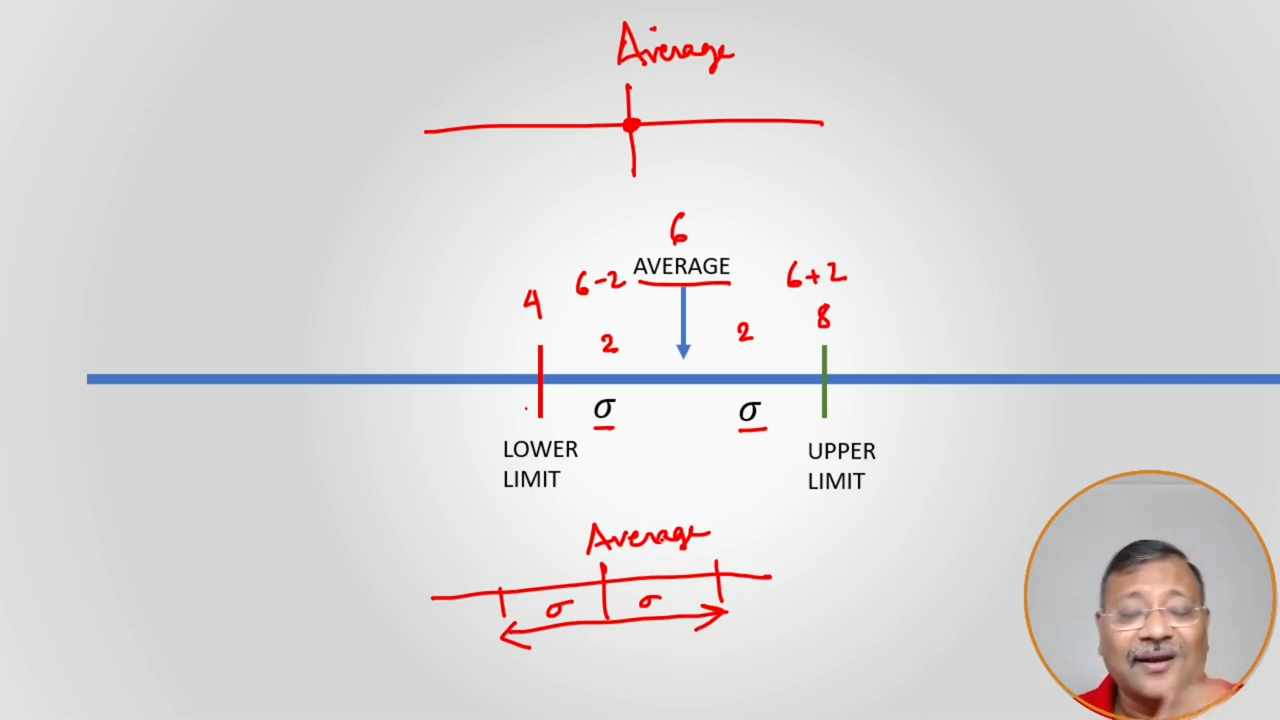 Average
6
AVERAGE
6-2
6+2
4
8
2
2
σ
σ
LOWER
LIMIT
UPPER
LIMIT
Average
σ
σ